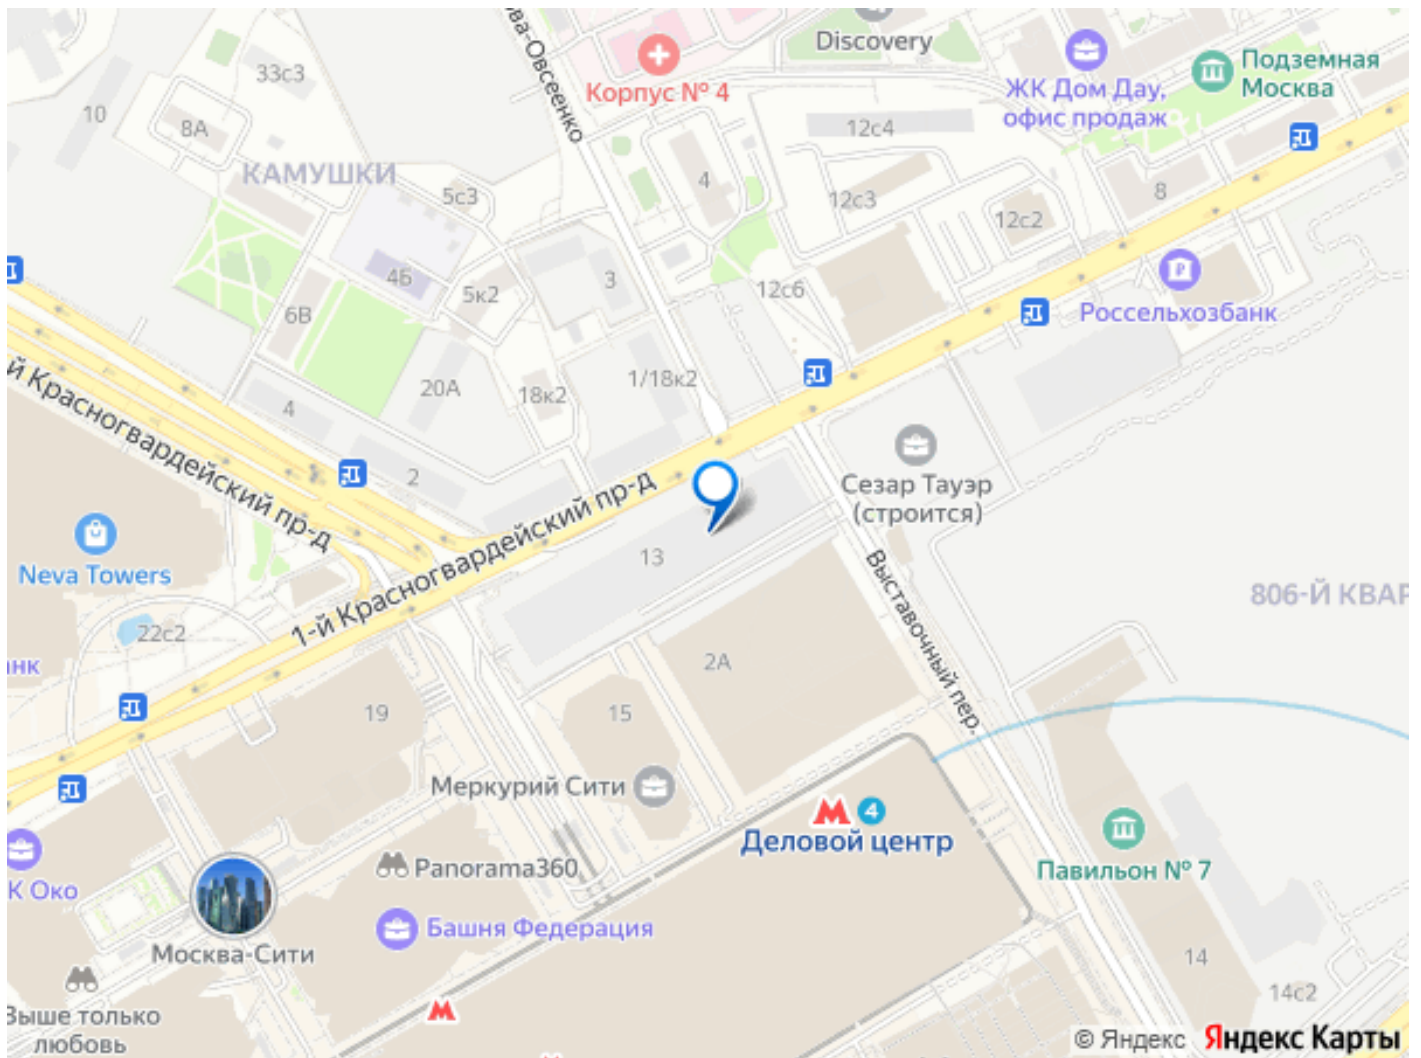 ва-Овсеенко
Discovery
33с3
Корпус № 4
ЖК Дом Дау,
офис продаж
Подземная
Москва
10
8А
12с4
КАМУШКИ
5с3
4
12с3
12с2
8
4Б
5к2
3
12с6
6В
Россельхозбанк
20А
18к2
1/18к2
4
й Красногвардейский пр-д
2
1-й Красногвардейский пр-д
Сезар Тауэр
(строится)
Neva Towers
13
Выставочный пер.
806-Й КВАР
22с2
2А
нк
19
15
Меркурий Сити
4
Деловой центр
Panorama360
Павильон № 7
К Око
Башня Федерация
Москва-Сити
14
14с2
Выше только
любовь
© Яндекс Яндекс Карты